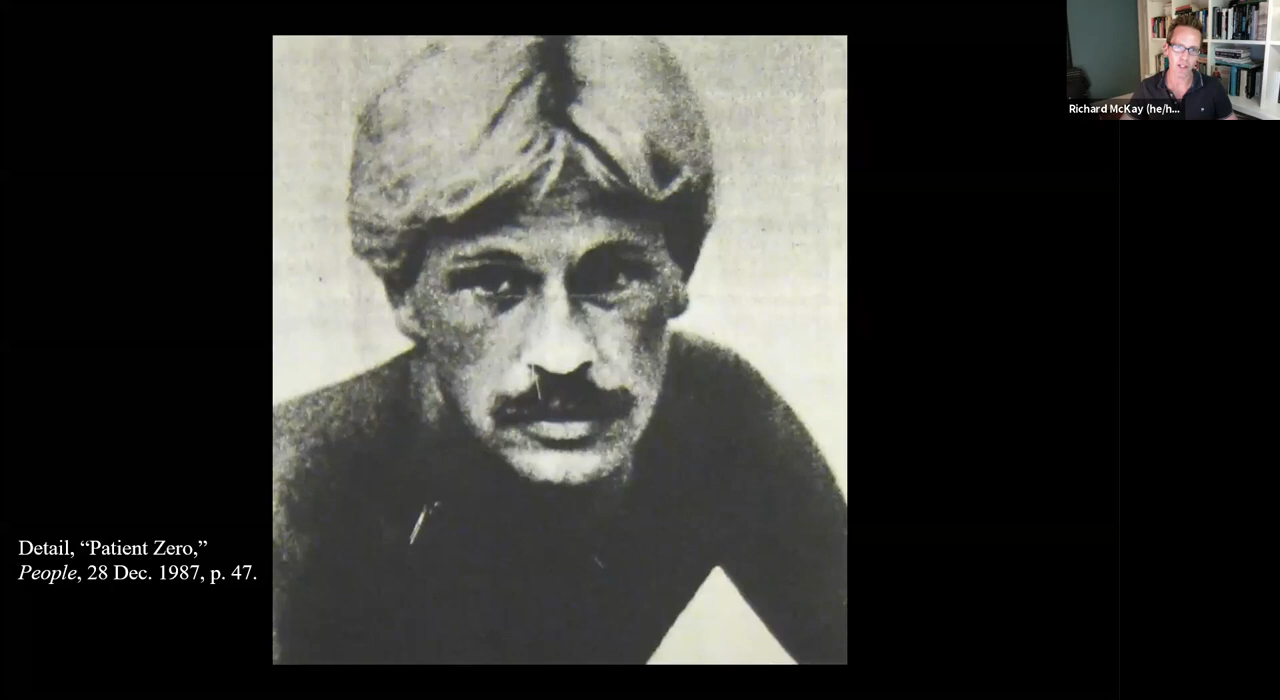 Richard McKay (he/h...
Detail, “Patient Zero,”
People, 28 Dec. 1987, p. 47.